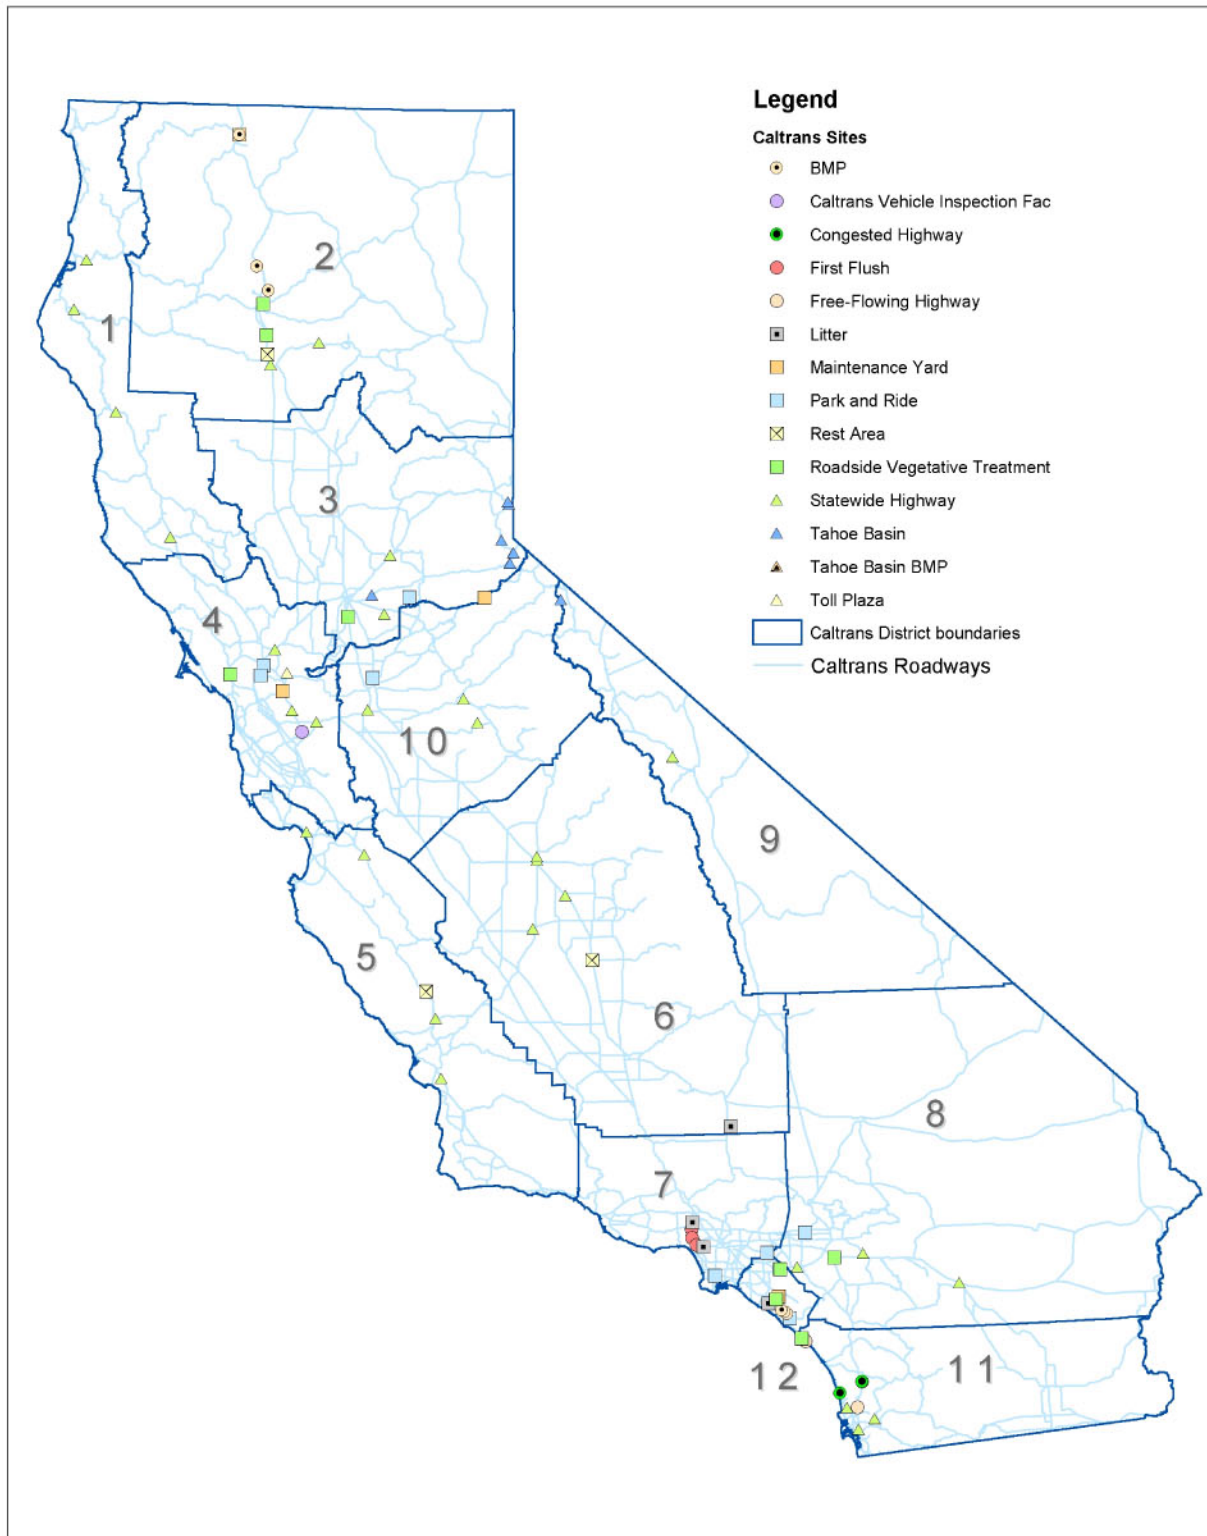 Legend
Caltrans Sites
BMP
Caltrans Vehicle Inspection Fac
Congested Highway
First Flush
Free-Flowing Highway
Litter
Maintenance Yard
Park and Ride
Rest Area
Roadside Vegetative Treatment
Statewide Highway
Tahoe Basin
Tahoe Basin BMP
Toll Plaza
Caltrans District boundaries
Caltrans Roadways
2
1
3
4
10
9
5
6
8
7
12
11